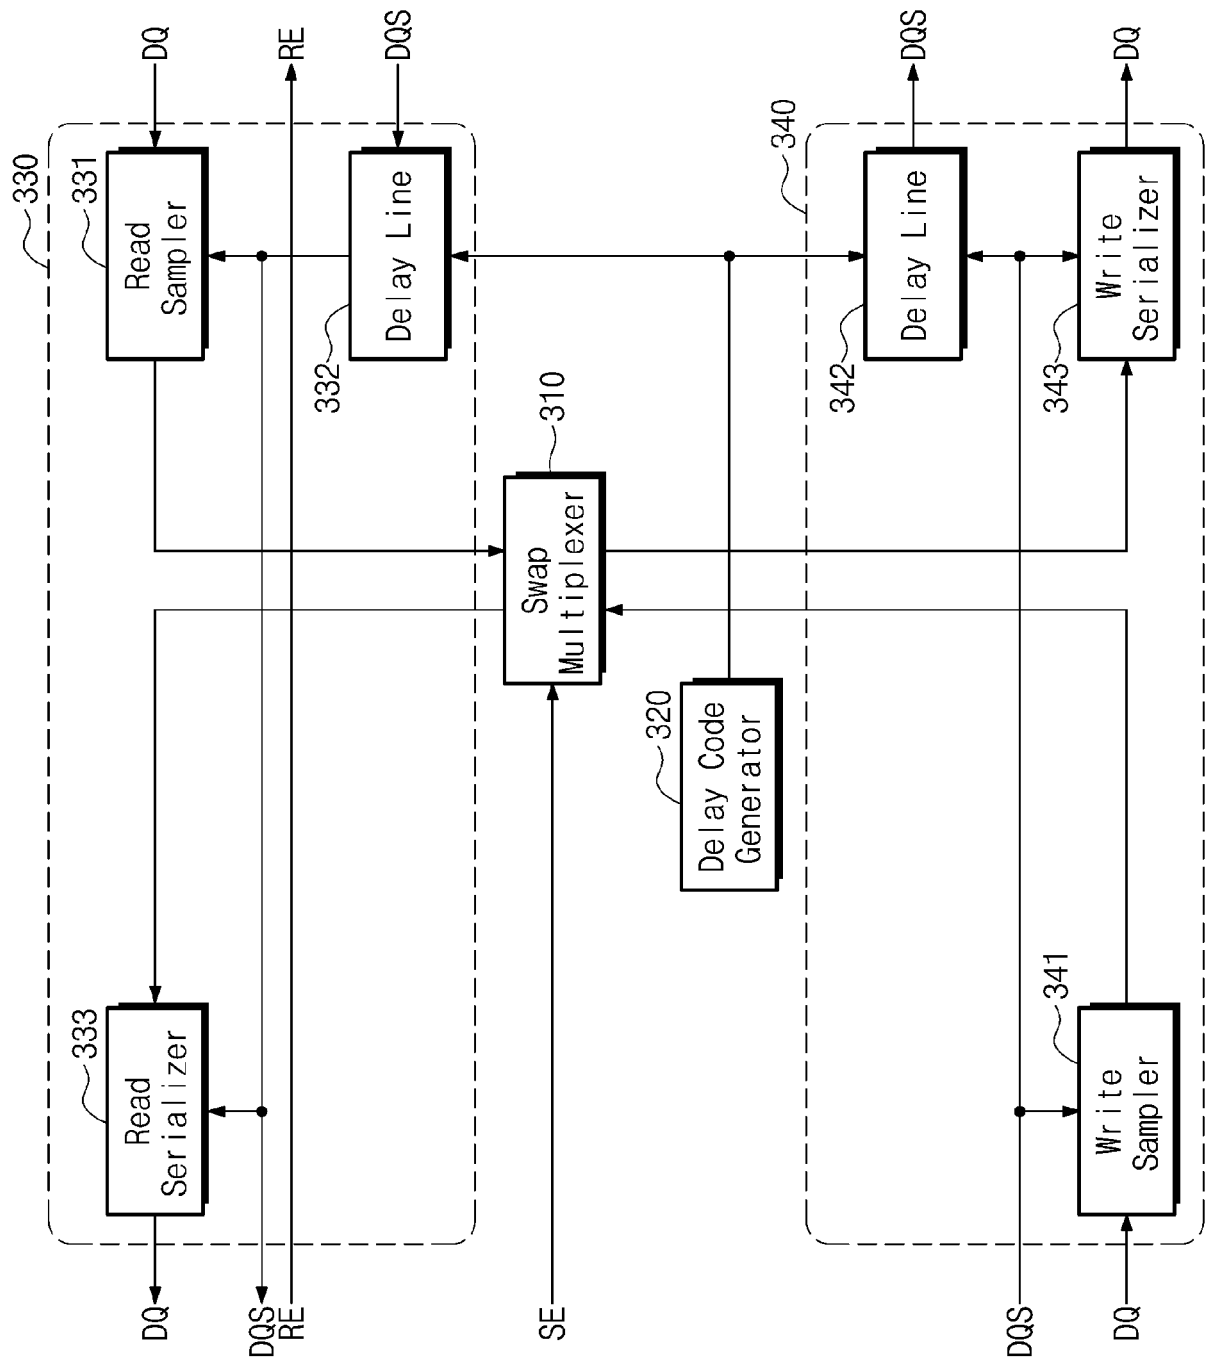 330
DQ
DQS
RE
333
Read
Serializer
331
Read
Sampler
DQ
RE
332
Delay Line
DQS
SE
310
Swap
Multiplexer
320
Delay Code
Generator
340
342
Delay Line
DQS
DQS
DQ
341
Write
Sampler
343
Write
Serializer
DQ